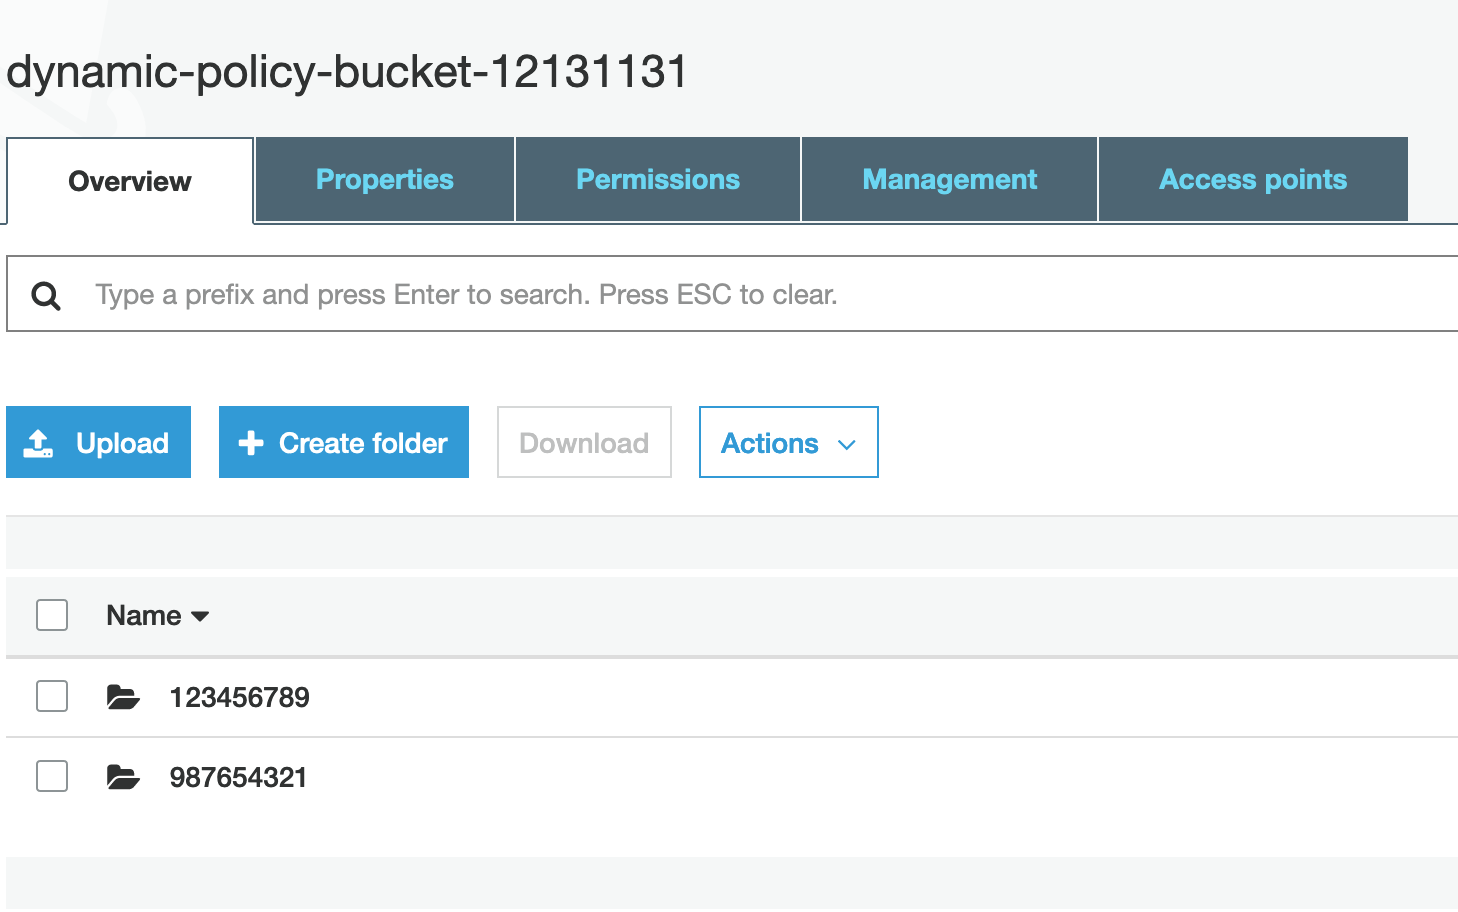 dynamic-policy-bucket-12131131
Overview Properties Permissions Management Access points
Type a prefix and press Enter to search. Press ESC to clear.
Upload Create folder Download Actions
Name
123456789
987654321